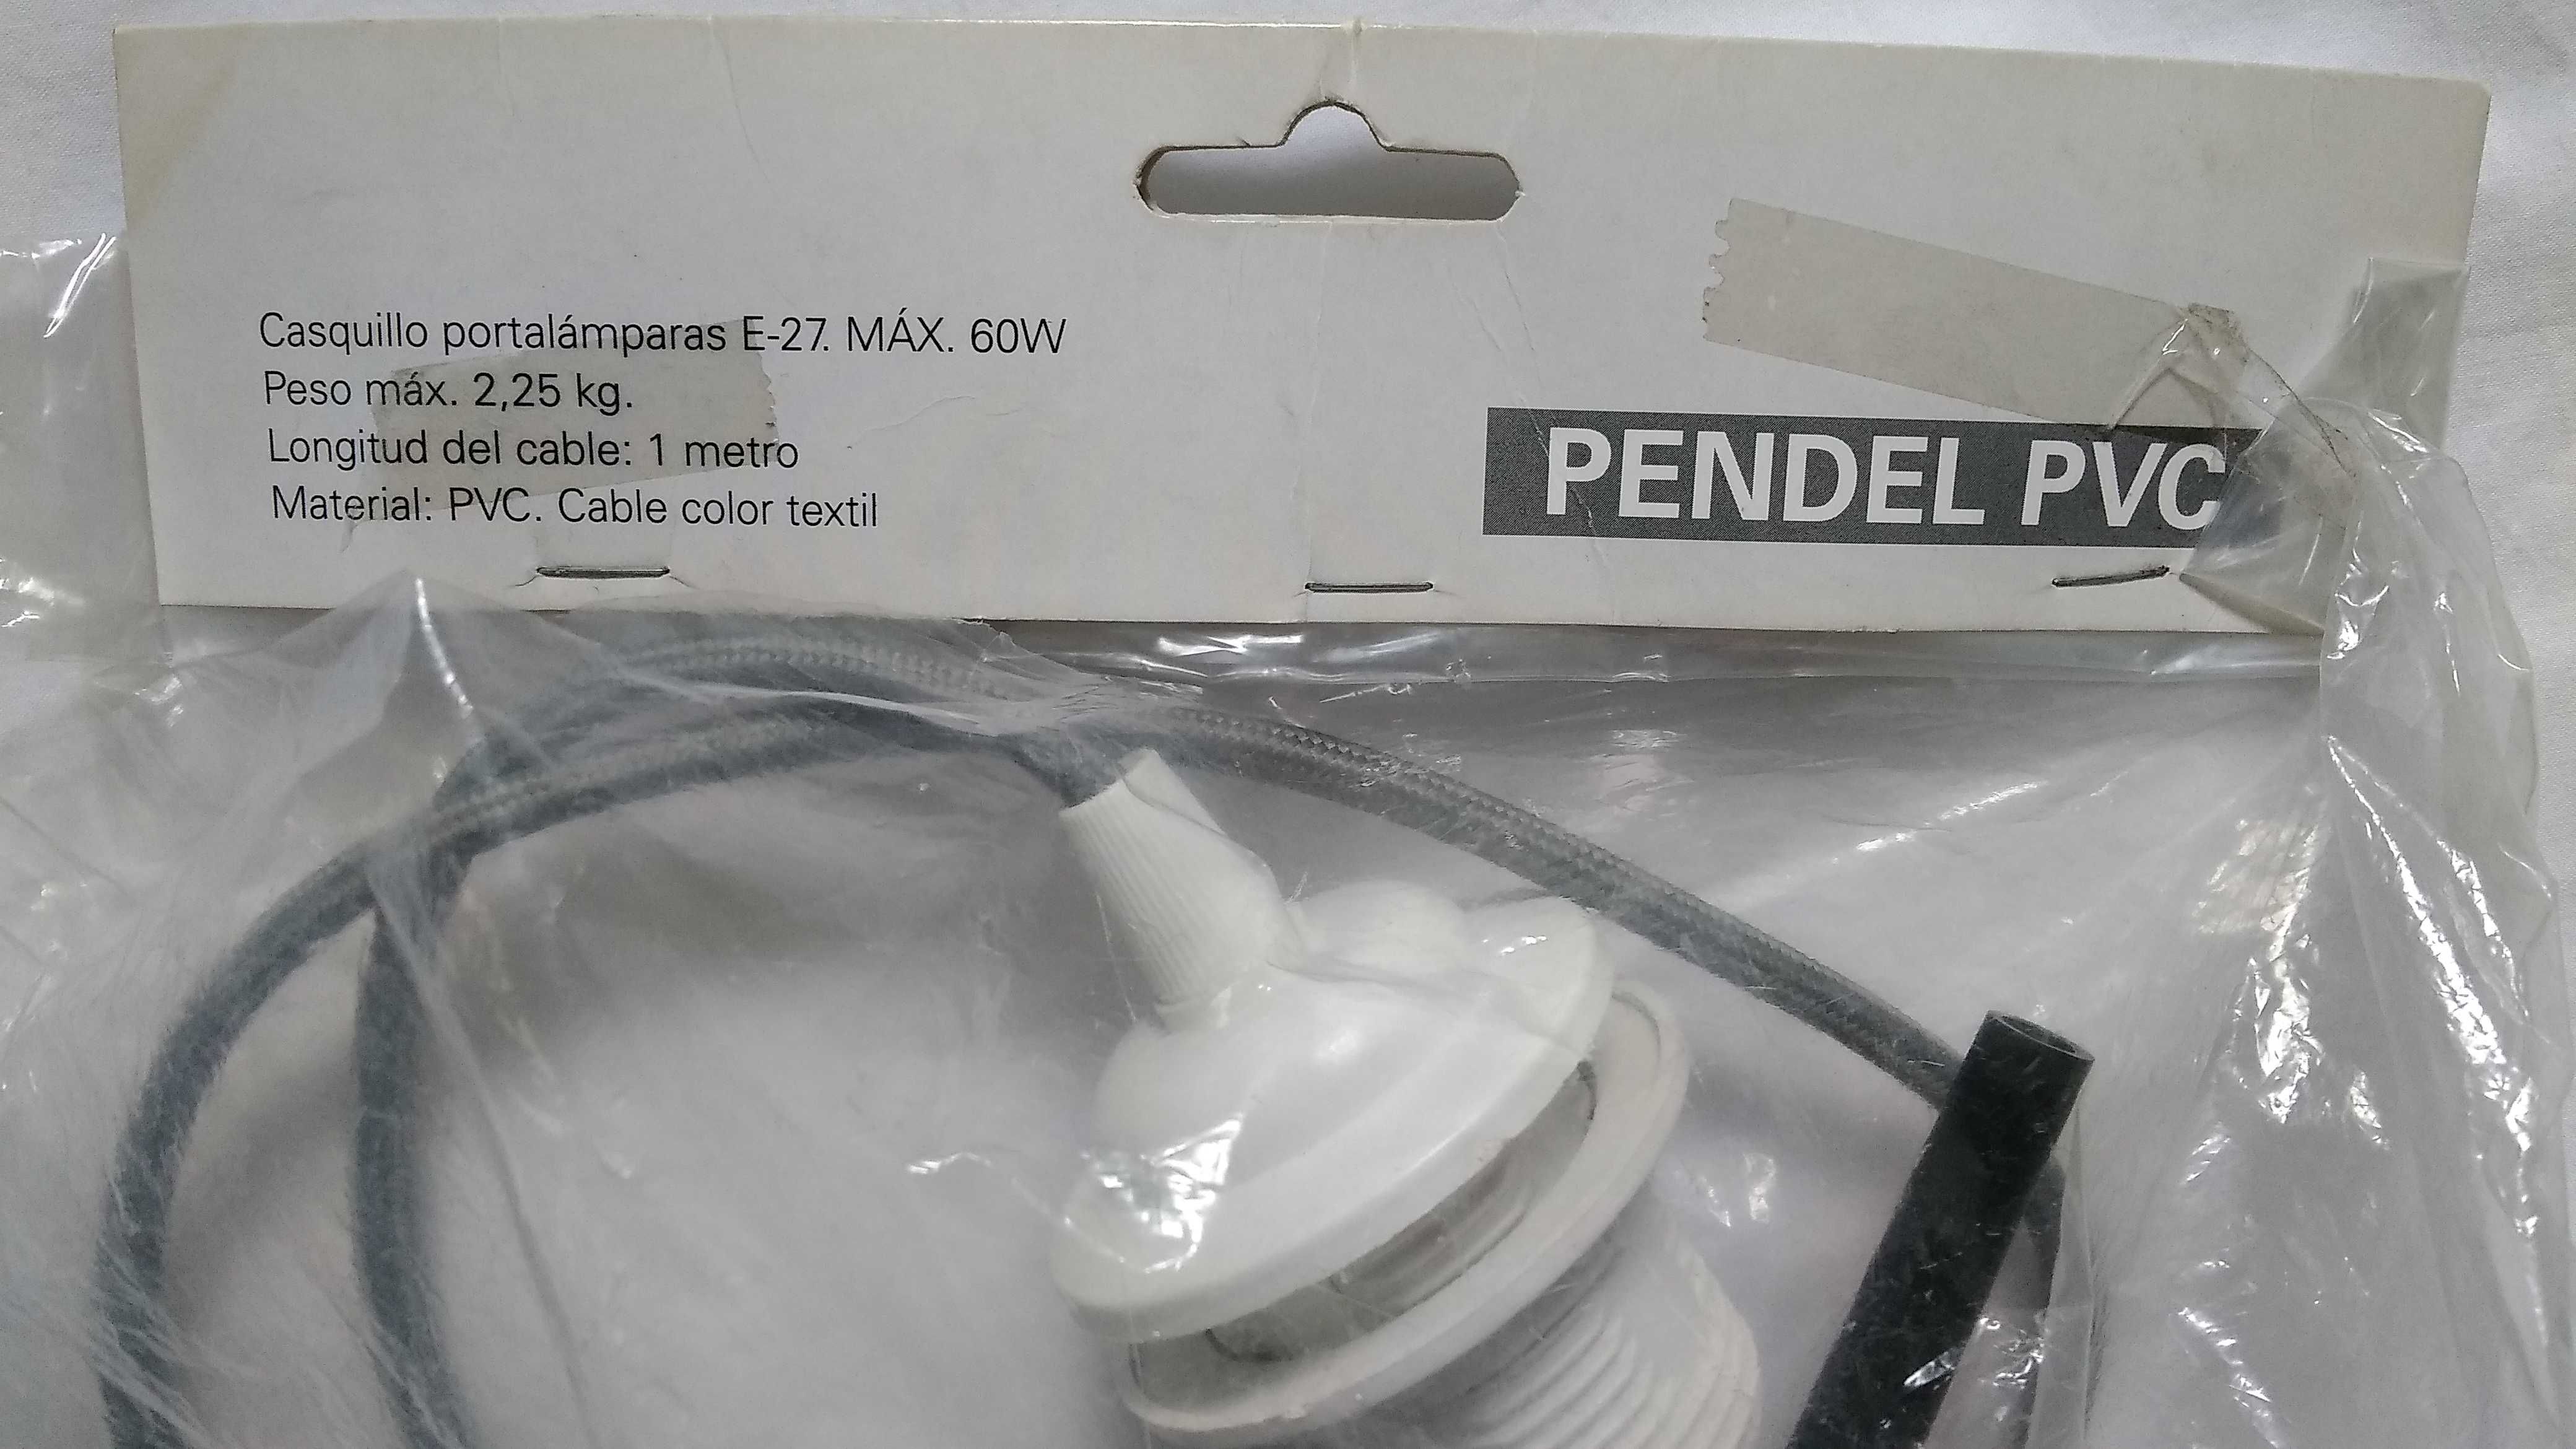 Casquillo portalámparas E-27. MÁX. 60W
Peso máx. 2,25 kg.
Longitud del cable: 1 metro
Material: PVC. Cable color textil
PENDEL PVC